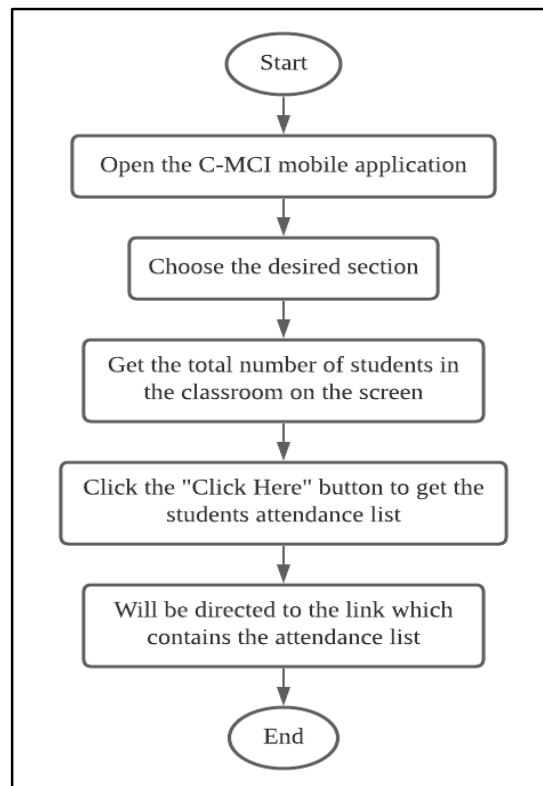 Start
Open the C-MCI mobile application
Choose the desired section
Get the total number of students in
the classroom on the screen
Click the "Click Here" button to get the
students attendance list
Will be directed to the link which
contains the attendance list
End